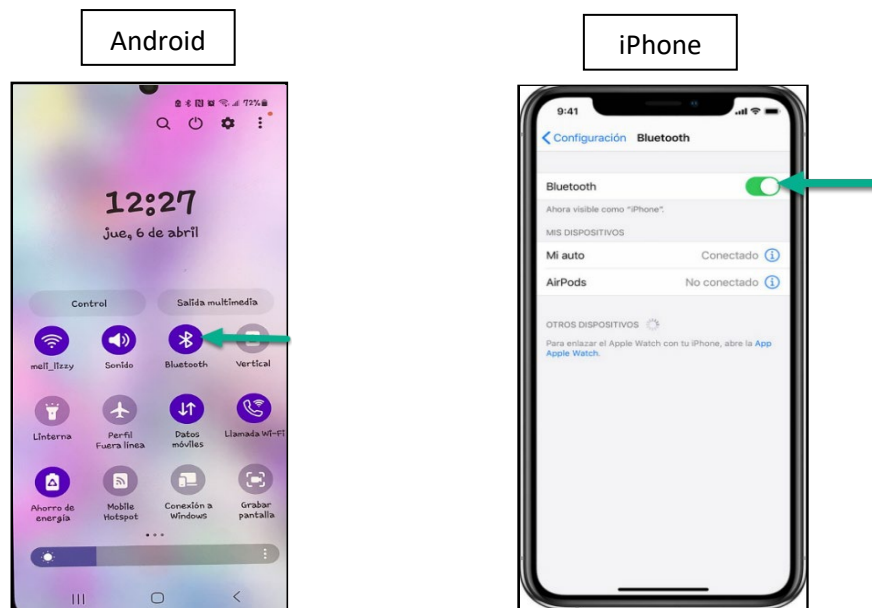 Android
72%
12:27
jue, 6 de abril
Control
Salida multimedia
meli_lizzy
Sonido
Bluetooth
Vertical
Linterna
Perfil
Fuera línea
Datos
móviles
Llamada Wi-Fi
Ahorro de
energía
Mobile
Hotspot
Conexión a
Windows
Grabar
pantalla
iPhone
9:41
Configuración Bluetooth
Bluetooth
Ahora visible como "iPhone".
MIS DISPOSITIVOS
Mi auto Conectado
AirPods No conectado
OTROS DISPOSITIVOS
Para enlazar el Apple Watch con tu iPhone, abre la App
Apple Watch.